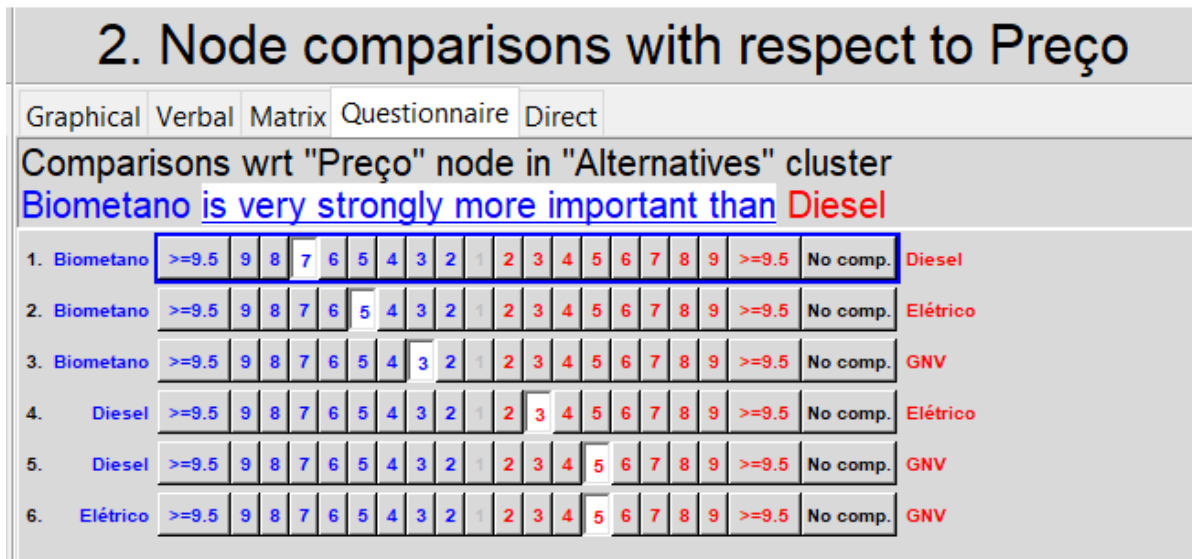 2. Node comparisons with respect to Preço
Graphical Verbal Matrix Questionnaire Direct
Comparisons wrt "Preço" node in "Alternatives" cluster
Biometano is very strongly more important than Diesel
1. Biometano >=9.5 9 8 7 6 5 4 3 2 1 2 3 4 5 6 7 8 9 >=9.5 No comp. Diesel
2. Biometano >=9.5 9 8 7 6 5 4 3 2 1 2 3 4 5 6 7 8 9 >=9.5 No comp. Elétrico
3. Biometano >=9.5 9 8 7 6 5 4 3 2 1 2 3 4 5 6 7 8 9 >=9.5 No comp. GNV
4. Diesel >=9.5 9 8 7 6 5 4 3 2 1 2 3 4 5 6 7 8 9 >=9.5 No comp. Elétrico
5. Diesel >=9.5 9 8 7 6 5 4 3 2 1 2 3 4 5 6 7 8 9 >=9.5 No comp. GNV
6. Elétrico >=9.5 9 8 7 6 5 4 3 2 1 2 3 4 5 6 7 8 9 >=9.5 No comp. GNV